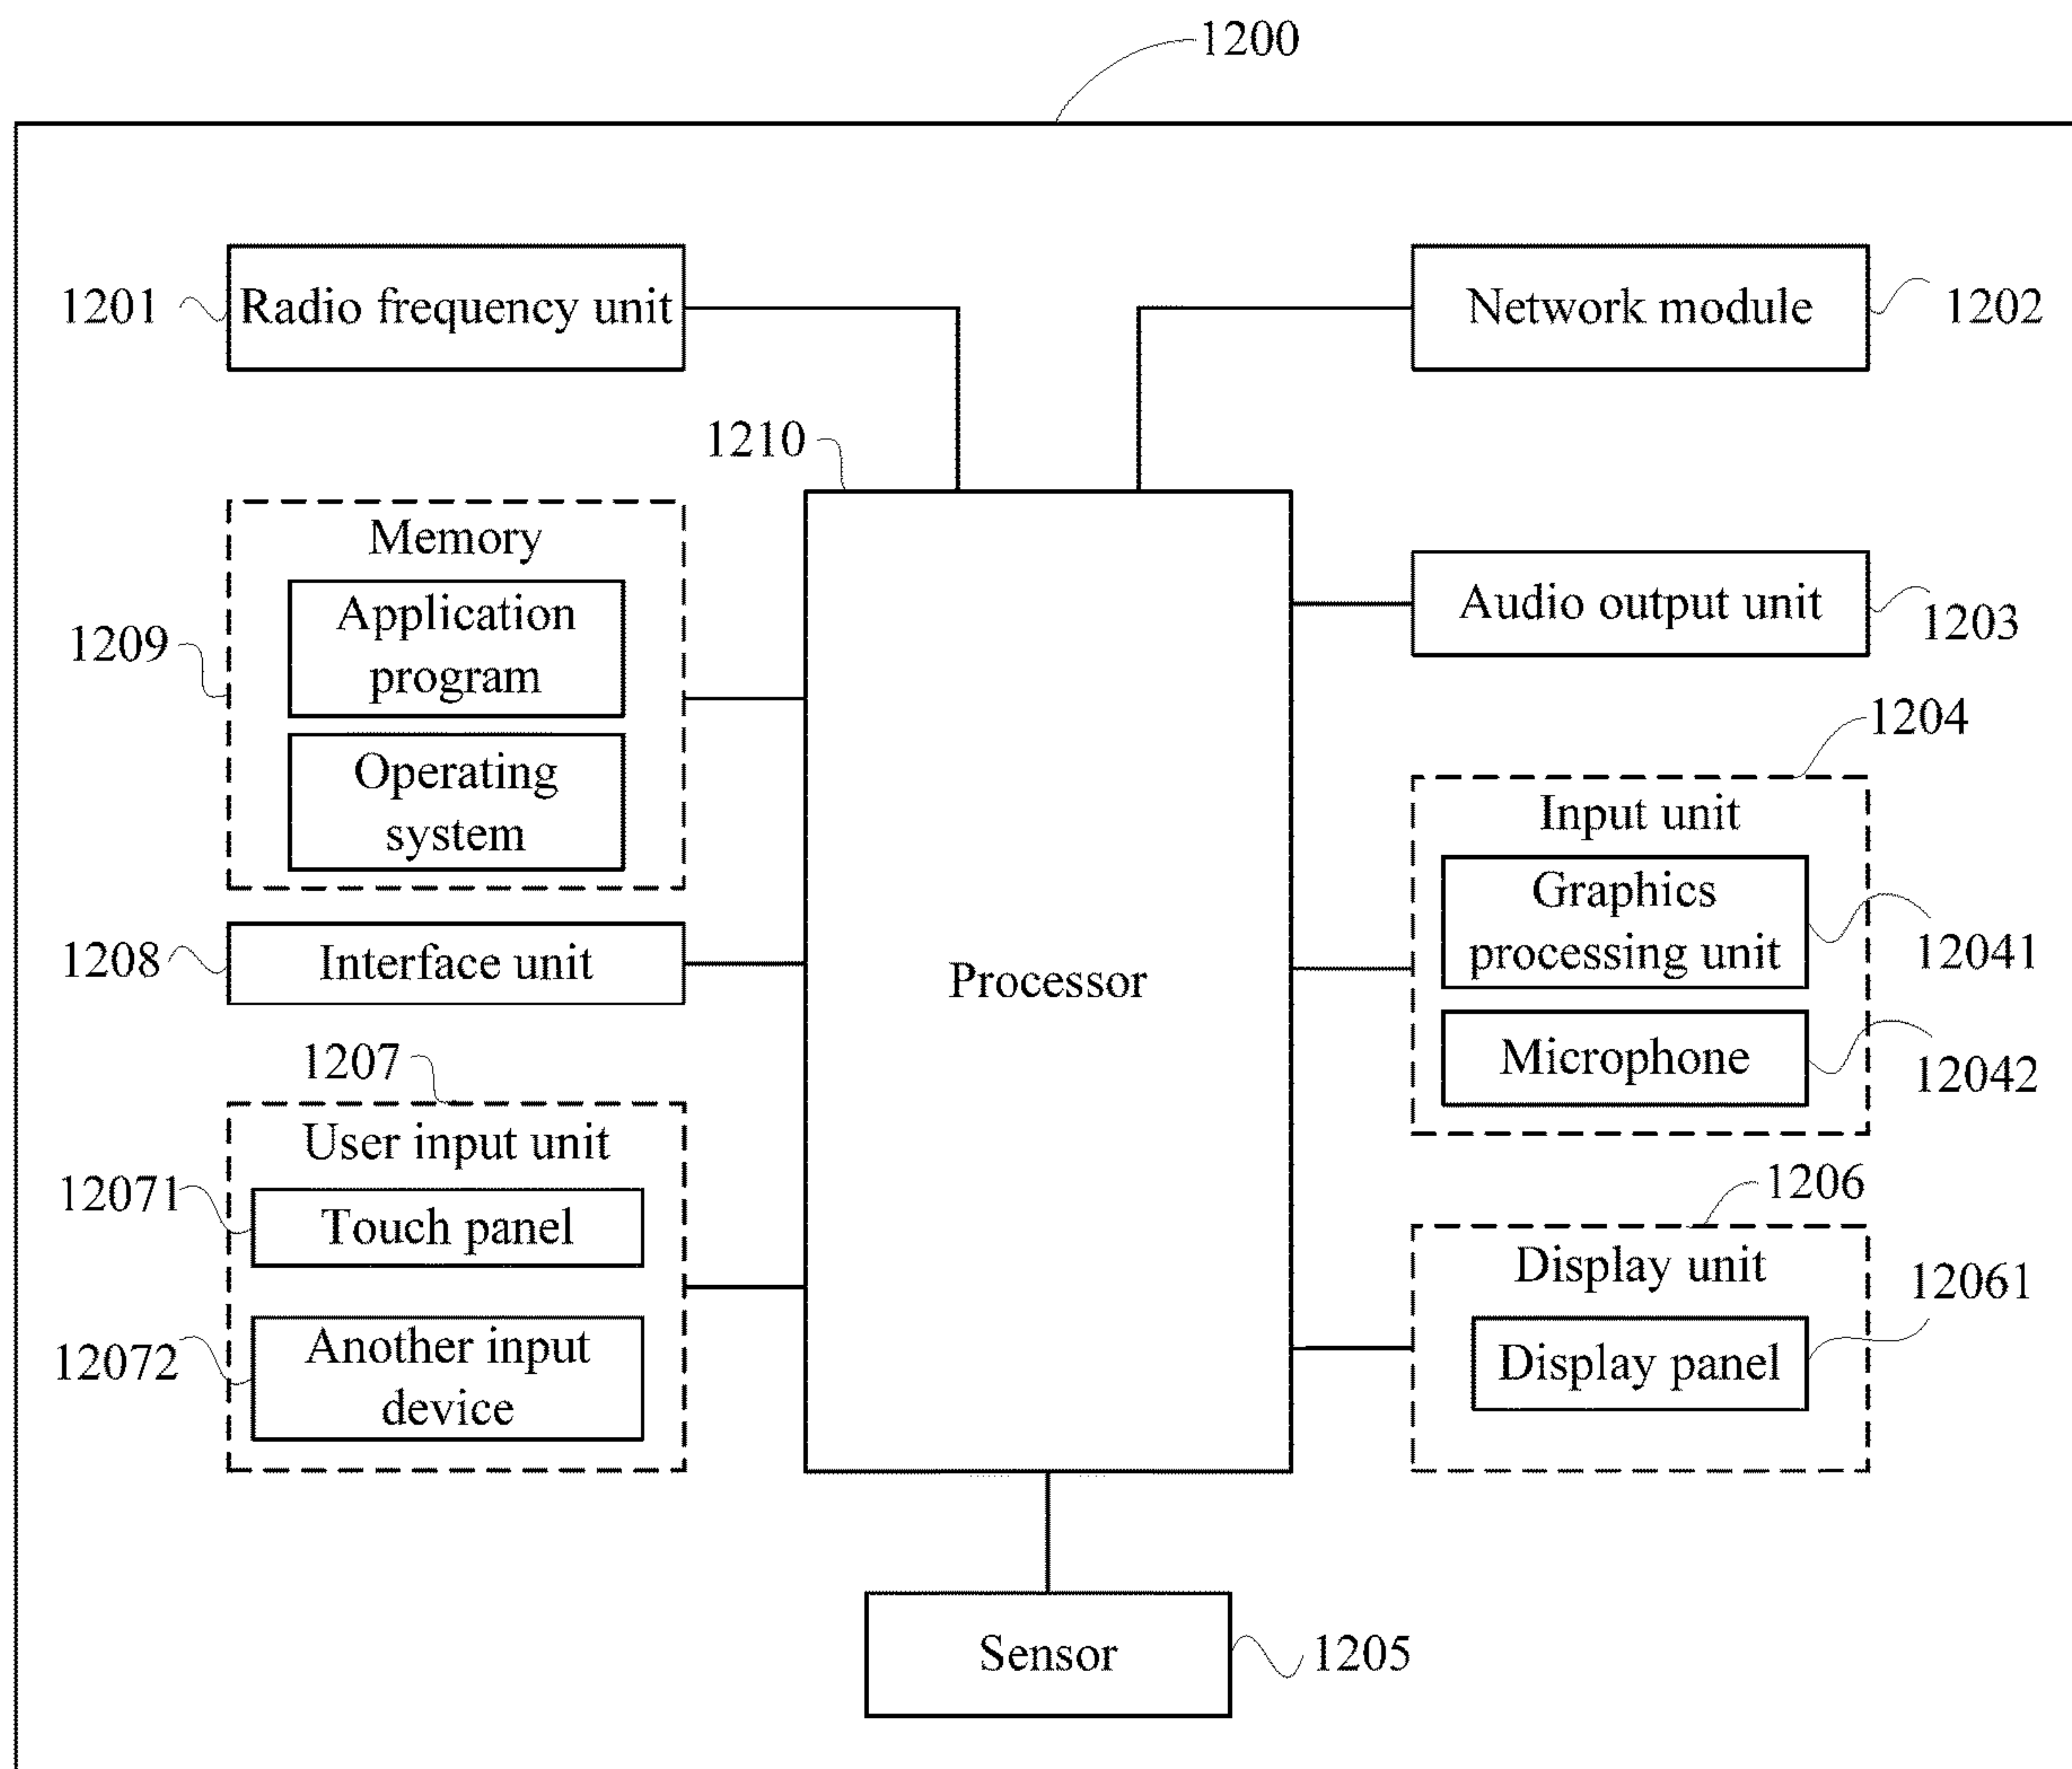 1200
1201
Radio frequency unit
Network module
1202
1210
Memory
Application
program
Operating
system
1209
Audio output unit
1203
1204
Input unit
Graphics
processing unit
12041
Microphone
12042
1208
Interface unit
Processor
1207
User input unit
12071
Touch panel
12072
Another input
device
1206
Display unit
12061
Display panel
Sensor
1205